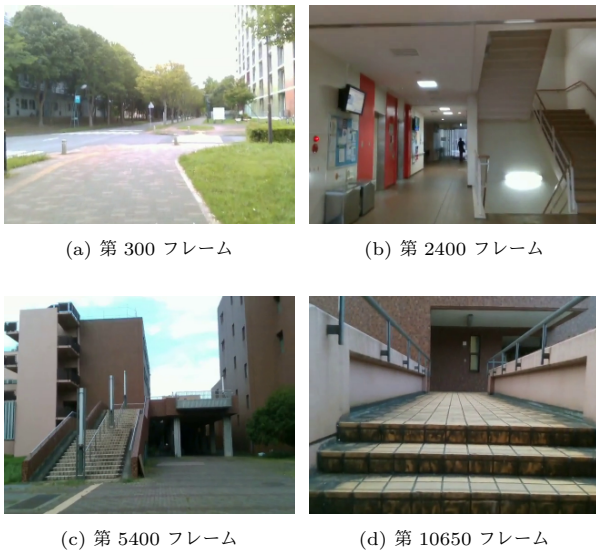 (a) 第 300 フレーム
(b) 第 2400 フレーム
(c) 第 5400 フレーム
(d) 第 10650 フレーム